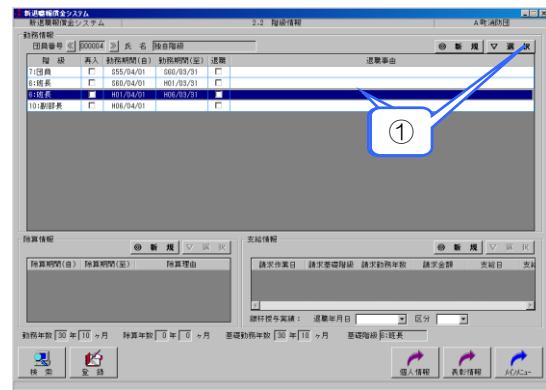 新退職報償金システム
新退職報償金システム 2.2 階級情報 A町消防団
勤務情報
団員番号 000004 氏 名 独自階級 ◎ 新 規 ▽ 選 択
階 級 再入 勤務期間(自) 勤務期間(至) 退職 退職事由
7:団員 S55/04/01 S60/03/31
6:班長 S60/04/01 H01/03/31
6:班長 H01/04/01 H06/03/31
10:副部長 H06/04/01
①
除算情報 ◎ 新 規 ▽ 選 択
除算期間(自) 除算期間(至) 除算理由
支給情報 ◎ 新 規 ▽ 選 択
請求作業日 請求基礎階級 請求勤務年数 請求金額 支給日
退職年月日 区分
勤務年数 30 年 10 ヶ月 除算年数 0 年 0 ヶ月 基礎勤務年数 30 年 10 ヶ月 基礎階級 6:班長
検 索 登 録 個人情報 表彰情報 メインメニュー